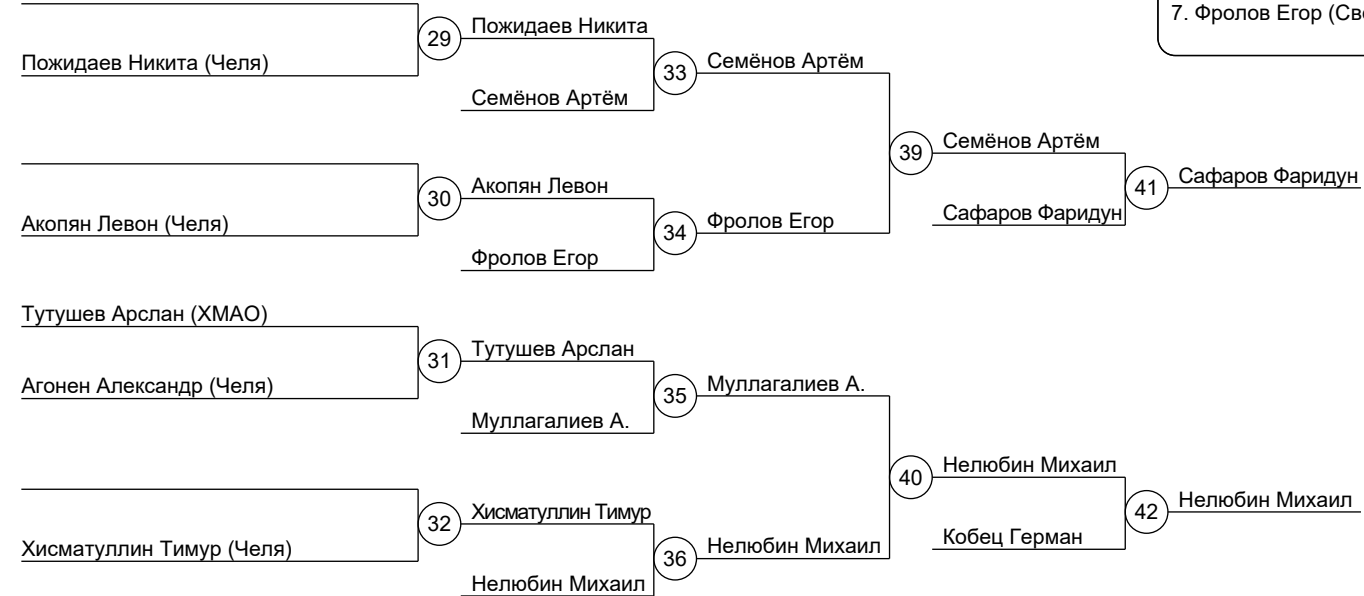 7. Фролов Егор
29
Пожидаев Никита
Пожидаев Никита (Челя)
33
Семёнов Артём
Семёнов Артём
39
Семёнов Артём
30
Акопян Левон
41
Сафаров Фаридун
Акопян Левон (Челя)
34
Фролов Егор
Сафаров Фаридун
Фролов Егор
Тутушев Арслан (ХМАО)
31
Тутушев Арслан
Агонен Александр (Челя)
35
Муллагалиев А.
Муллагалиев А.
40
Нелюбин Михаил
32
Хисматуллин Тимур
42
Нелюбин Михаил
Хисматуллин Тимур (Челя)
36
Нелюбин Михаил
Кобец Герман
Нелюбин Михаил